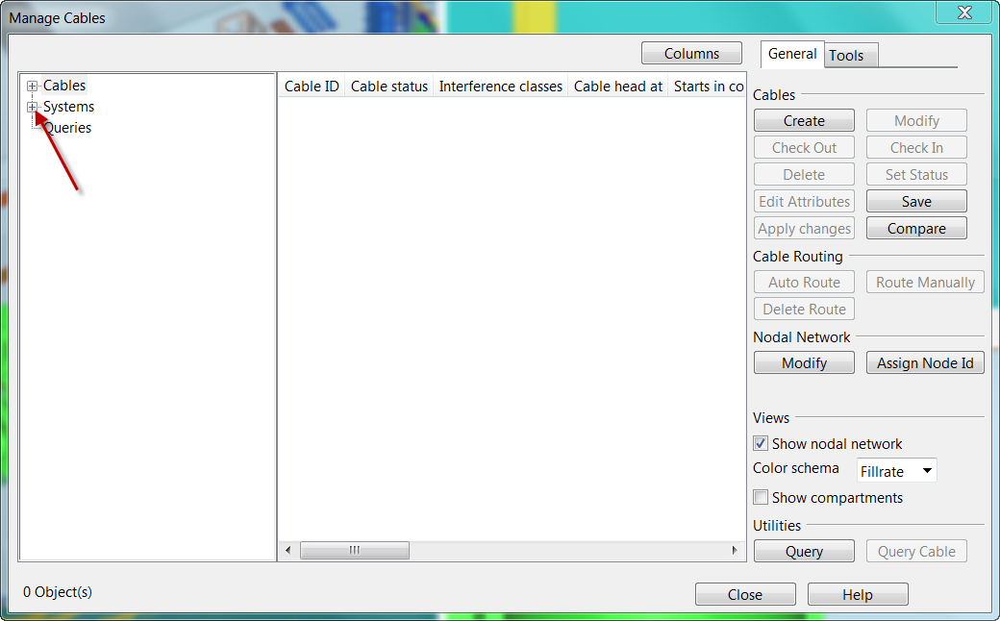 Manage Cables
Columns
General Tools
Cables
Systems
Queries
Cable ID Cable status Interference classes Cable head at Starts in co
Cables
Create Modify
Check Out Check In
Delete Set Status
Edit Attributes Save
Apply changes Compare
Cable Routing
Auto Route Route Manually
Delete Route
Nodal Network
Modify Assign Node Id
Views
Show nodal network
Color schema Fillrate
Show compartments
Utilities
Query Query Cable
0 Object(s)
Close Help